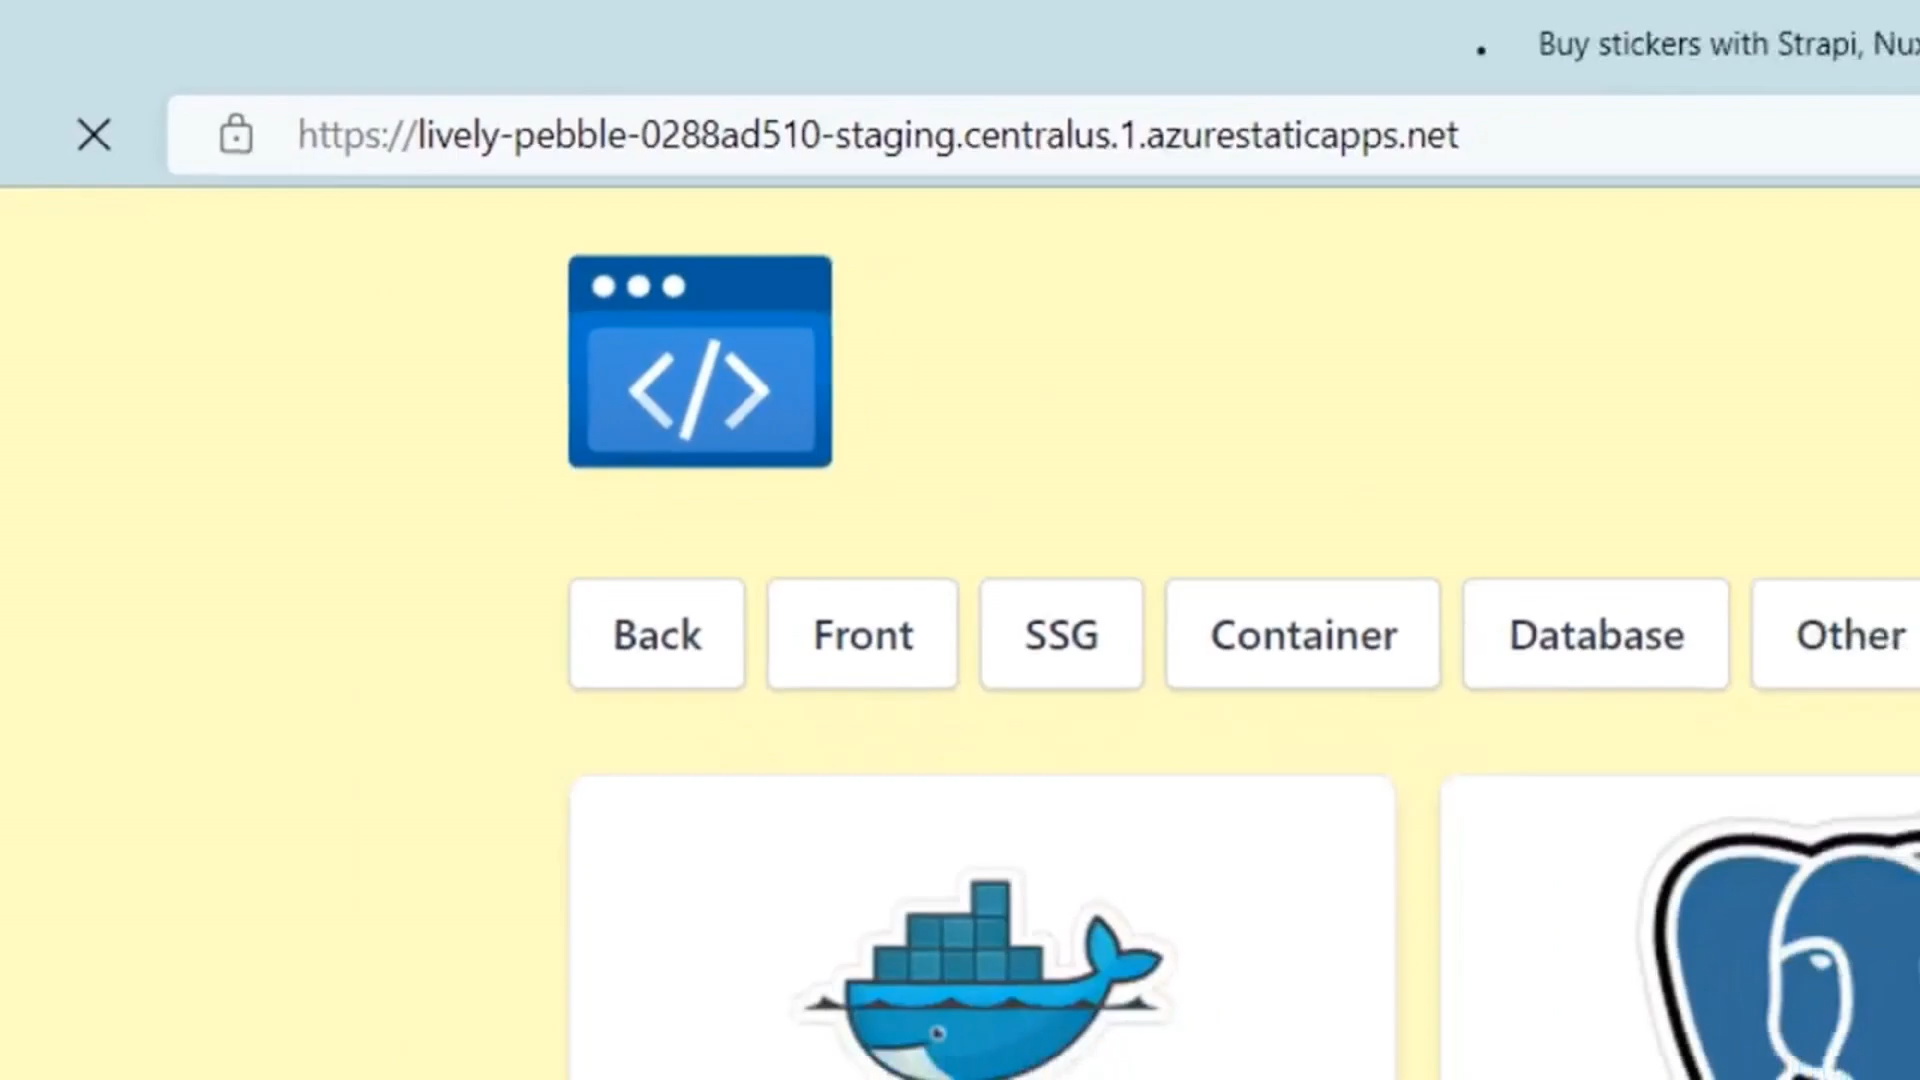 Buy stickers with Strapi,
https://lively-pebble-0288ad510-staging.centralus.1.azurestaticapps.net
</>
Back Front SSG Container Database Other